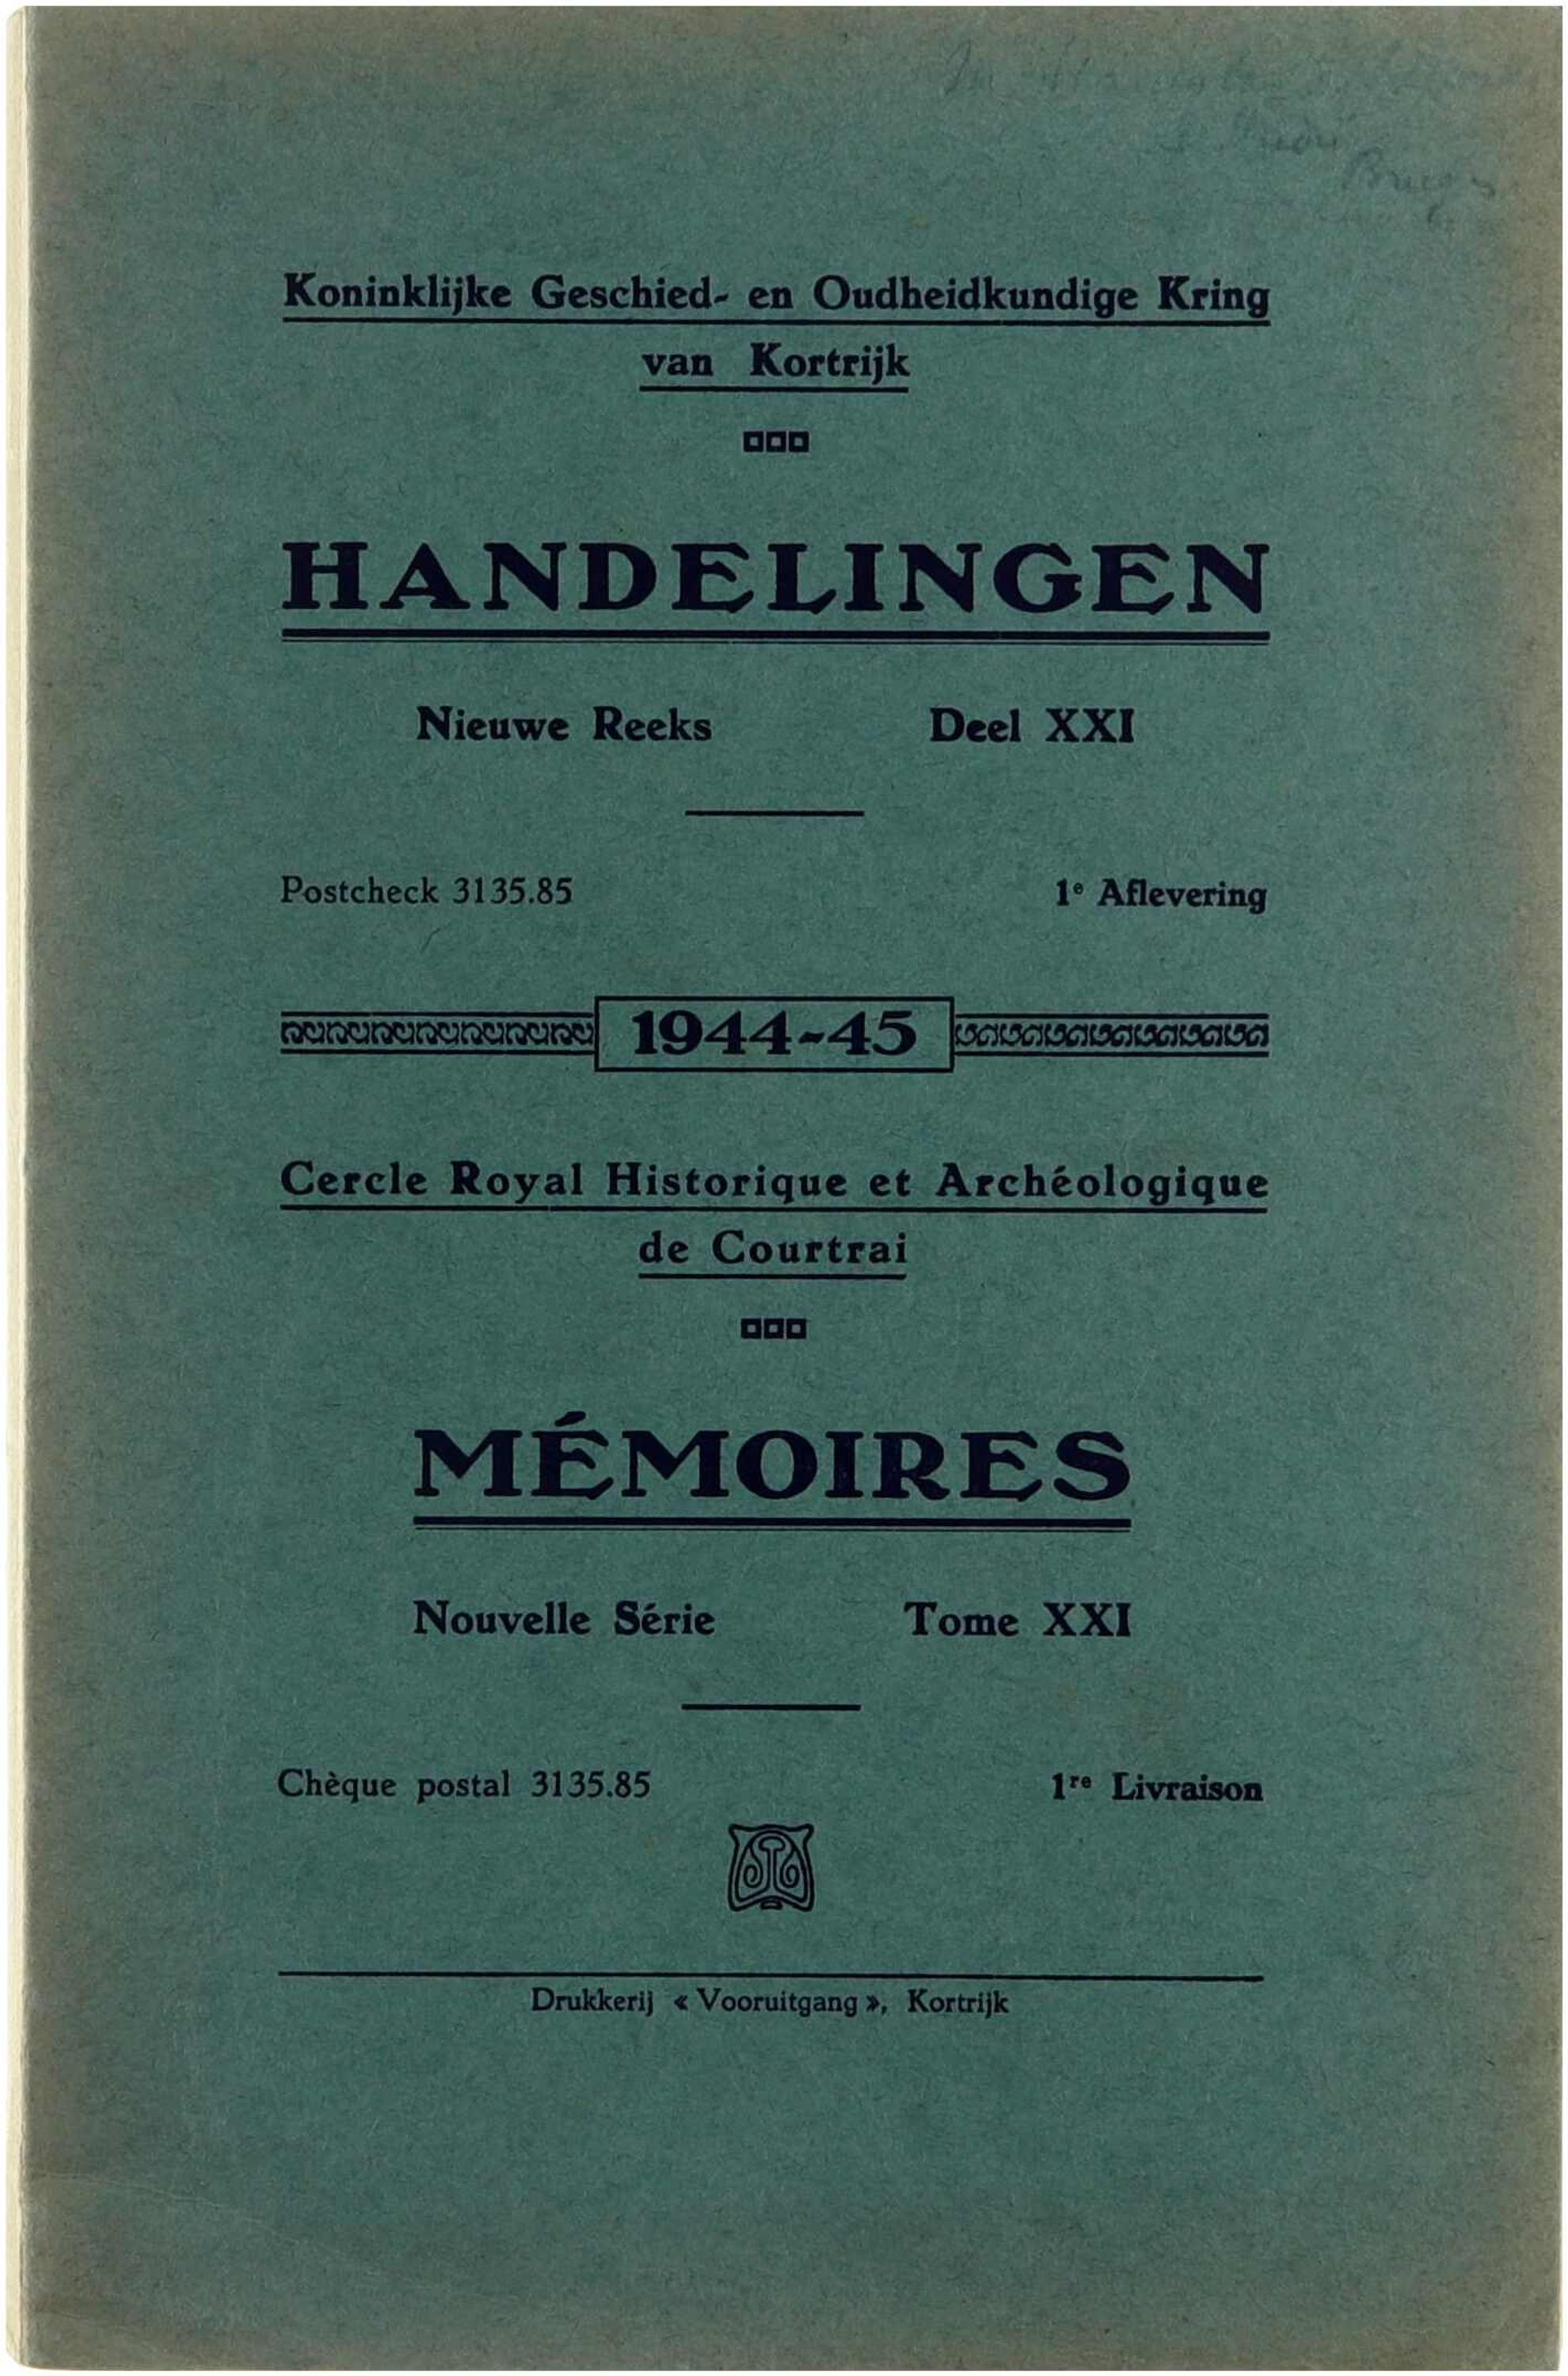 Koninklijke Geschied- en Oudheidkundige Kring
van Kortrijk
HANDELINGEN
Nieuwe Reeks Deel XXI
Postcheck 3135.85 1e Aflevering
1944-45
Cercle Royal Historique et Archéologique
de Courtrai
MÉMOIRES
Nouvelle Série Tome XXI
Chèque postal 3135.85 1re Livraison
Drukkerij « Vooruitgang », Kortrijk